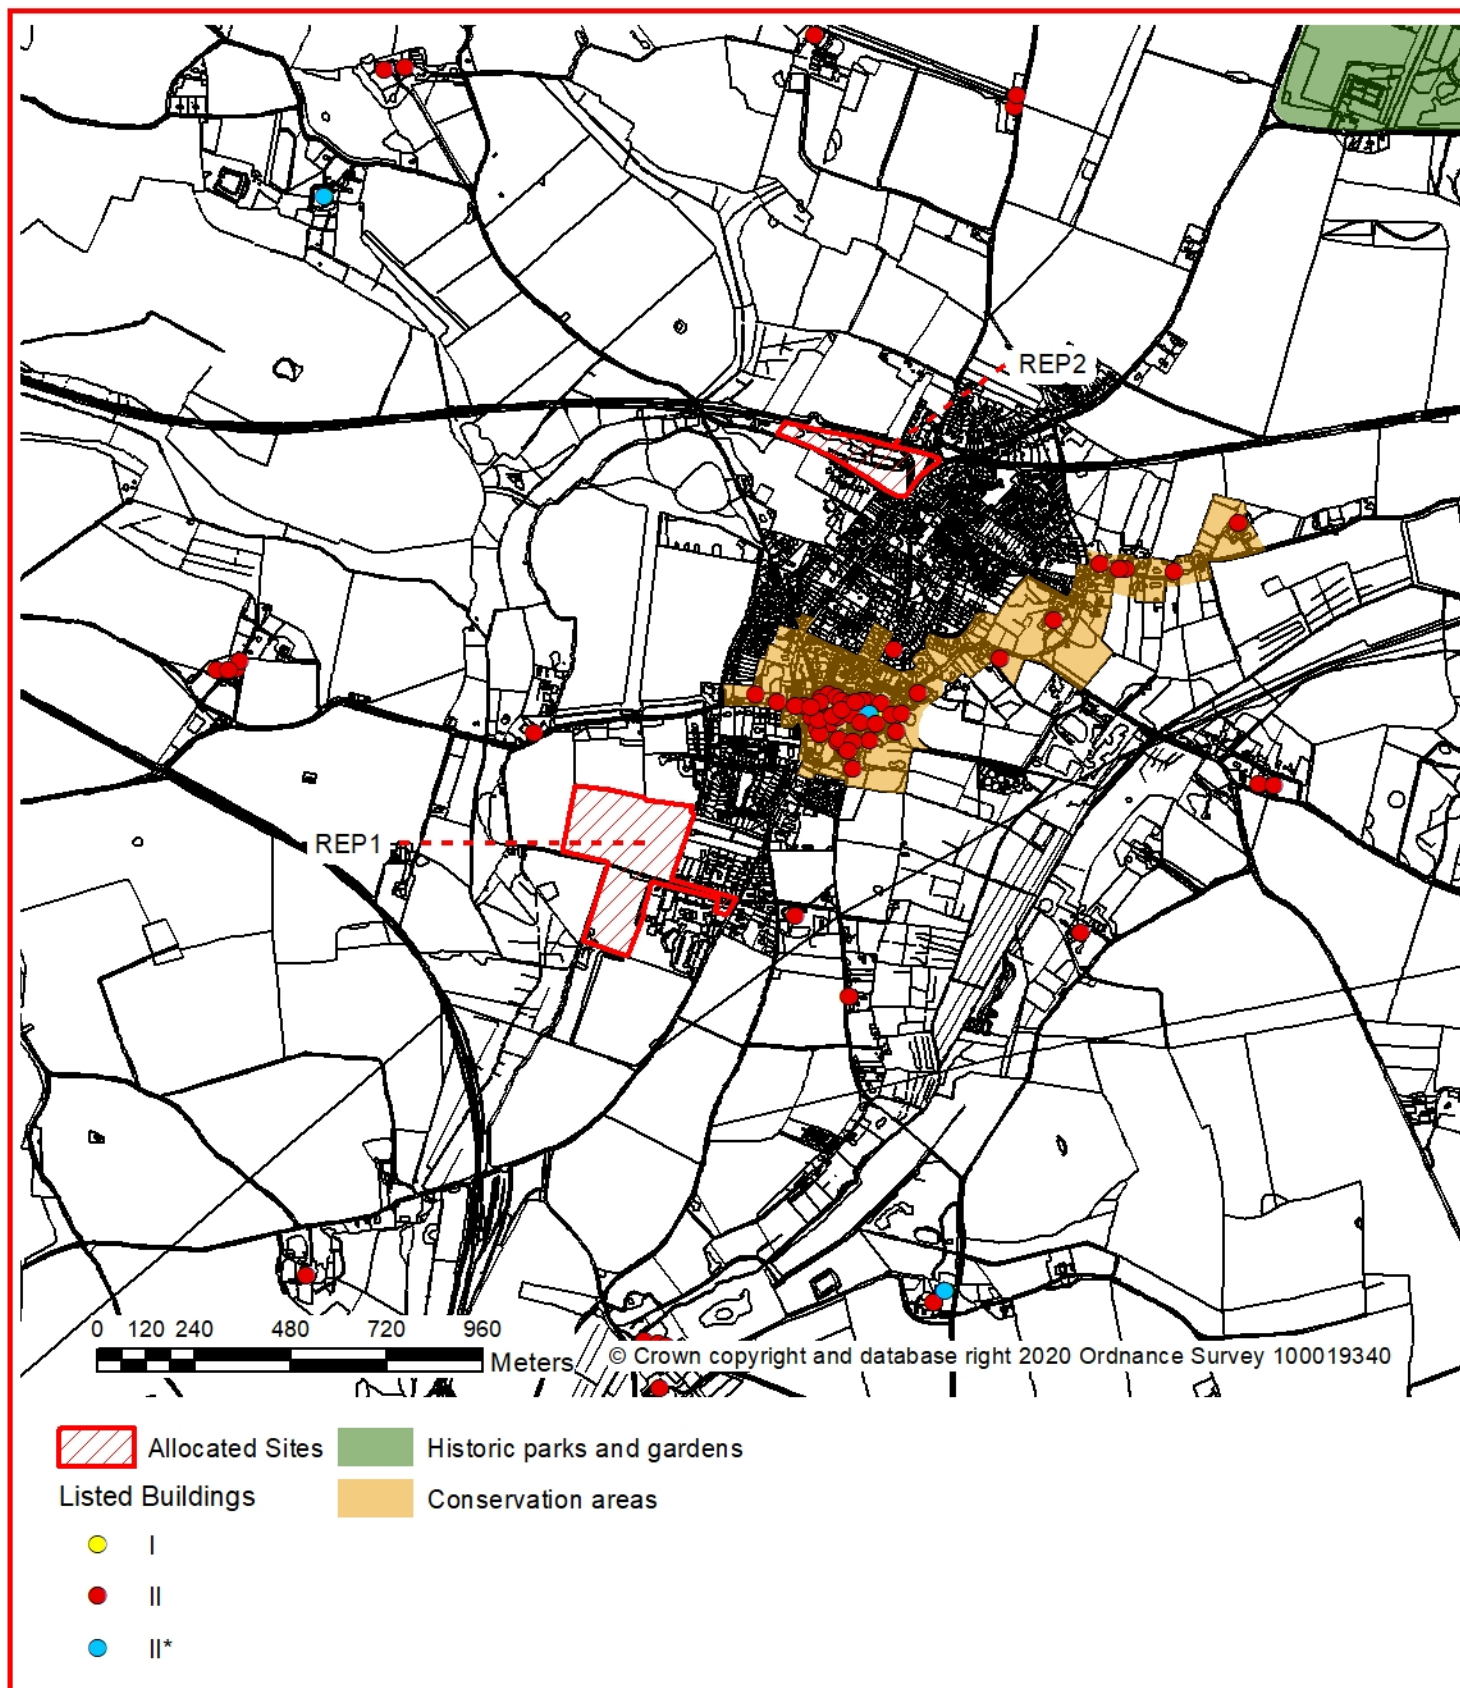 REP2
REP1
0 120 240 480 720 960
Meters
© Crown copyright and database right 2020 Ordnance Survey 100019340
Allocated Sites
Historic parks and gardens
Listed Buildings
Conservation areas
I
II
II*